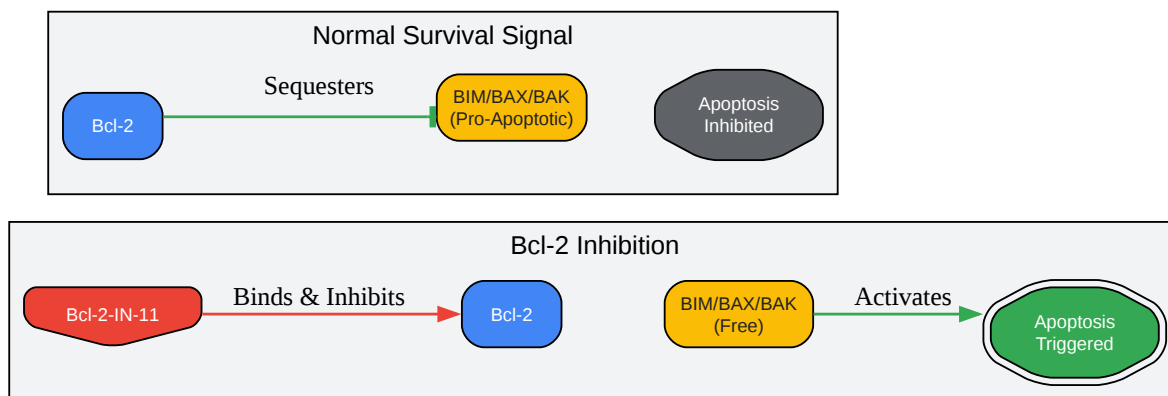 Normal Survival Signal
Sequesters
Bcl-2
BIM/BAX/BAK
(Pro-Apoptotic)
Apoptosis
Inhibited
Bcl-2 Inhibition
Bcl-2-IN-11
Binds & Inhibits
Bcl-2
BIM/BAX/BAK
(Free)
Activates
Apoptosis
Triggered